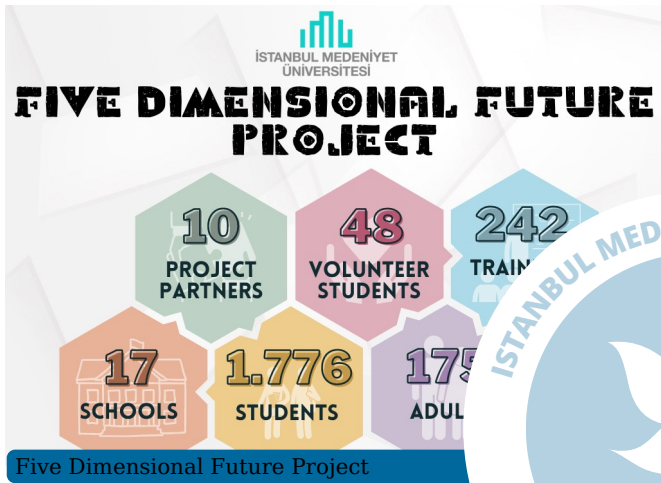 İSTANBUL MEDENİYET
ÜNİVERSİTESİ
FIVE DIMENSIONAL FUTURE
PROJECT
10
PROJECT
PARTNERS
48
VOLUNTEER
STUDENTS
242
17
SCHOOLS
1.776
STUDENTS
175
ISTANBUL MED
Five Dimensional Future Project